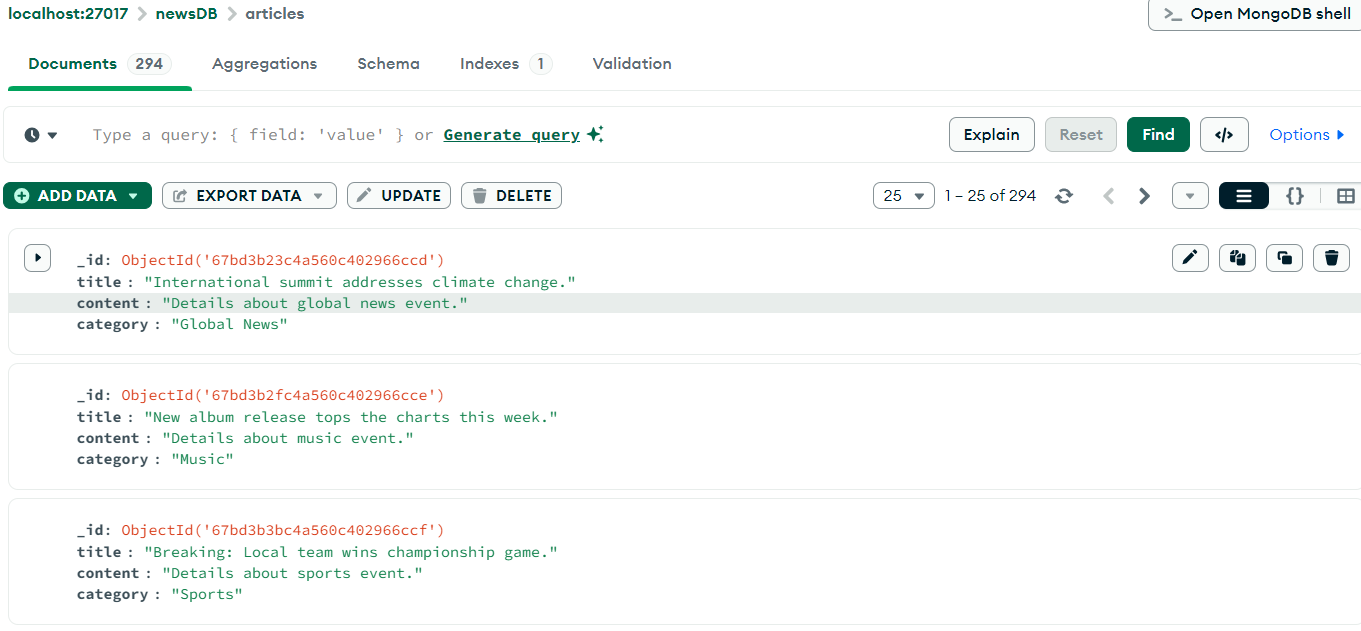 localhost:27017 > newsDB > articles
>_ Open MongoDB shell
Documents 294 Aggregations Schema Indexes 1 Validation
Type a query: { field: 'value' } or Generate query
Explain Reset Find </> Options
ADD DATA EXPORT DATA UPDATE DELETE 25 1 – 25 of 294 {}
_id: ObjectId('67bd3b23c4a560c402966ccd')
title : "International summit addresses climate change."
content : "Details about global news event."
category : "Global News"
_id: ObjectId('67bd3b2fc4a560c402966cce')
title : "New album release tops the charts this week."
content : "Details about music event."
category : "Music"
_id: ObjectId('67bd3b3bc4a560c402966ccf')
title : "Breaking: Local team wins championship game."
content : "Details about sports event."
category : "Sports"